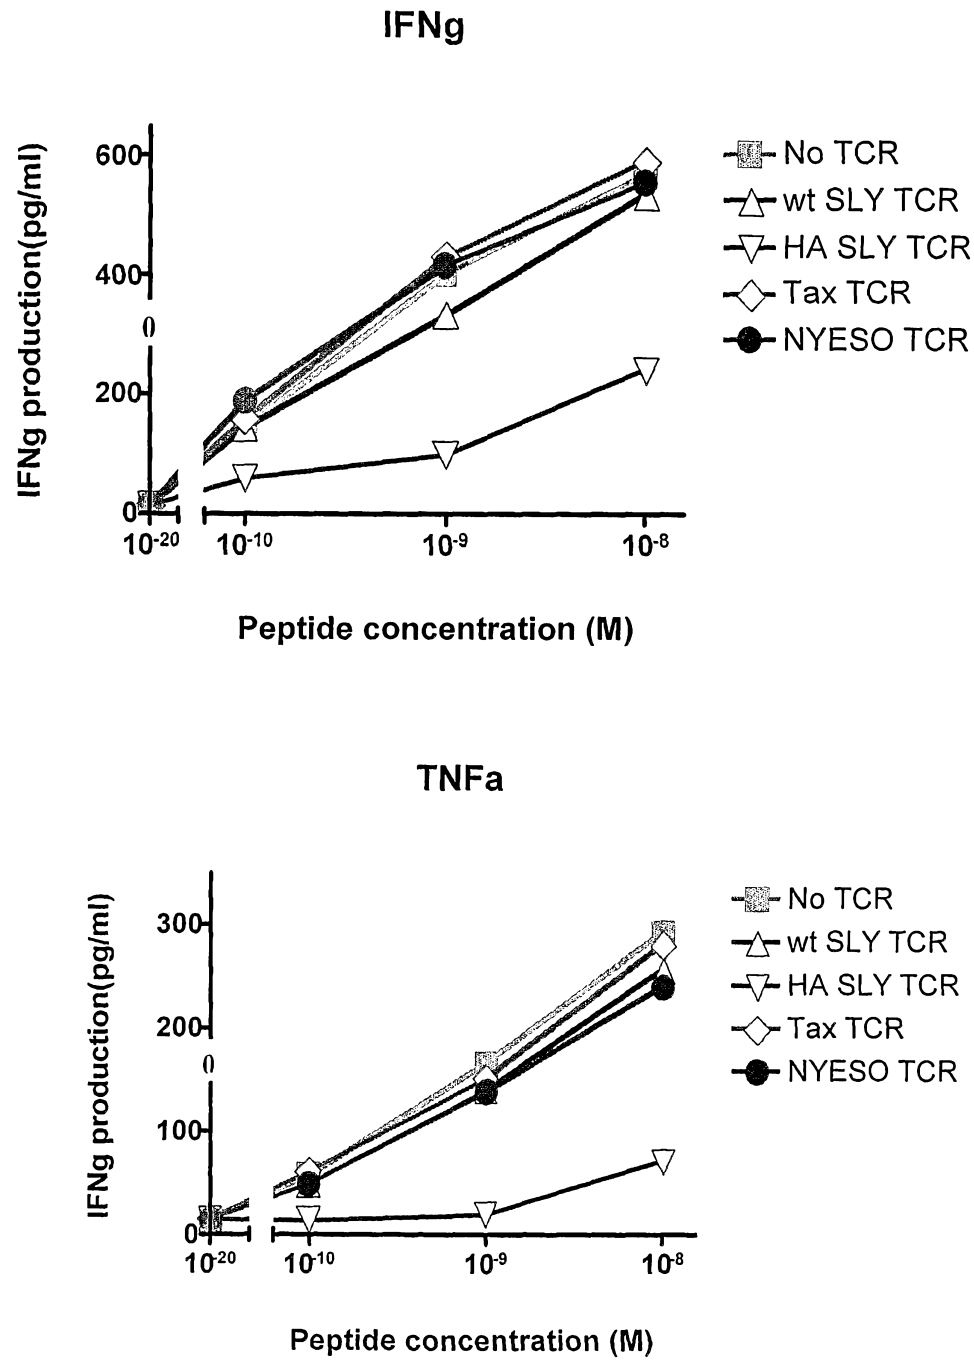 IFNg
IFNg production(pg/ml)
600
400
0
200
0
10-20
10-10
10-9
10-8
Peptide concentration (M)
No TCR
wt SLY TCR
HA SLY TCR
Tax TCR
NYESO TCR
TNFa
IFNg production(pg/ml)
300
200
0
100
0
10-20
10-10
10-9
10-8
Peptide concentration (M)
No TCR
wt SLY TCR
HA SLY TCR
Tax TCR
NYESO TCR